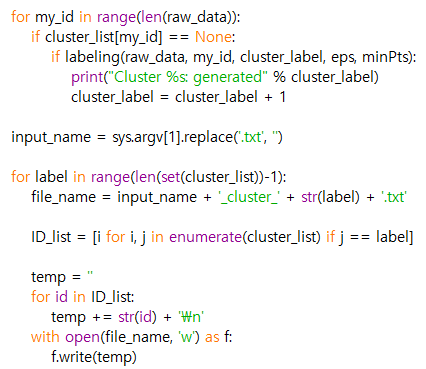 for my_id in range(len(raw_data)):
if cluster_list[my_id] == None:
if labeling(raw_data, my_id, cluster_label, eps, minPts):
print("Cluster %s: generated" % cluster_label)
cluster_label = cluster_label + 1
input_name = sys.argv[1].replace('.txt', '')
for label in range(len(set(cluster_list))-1):
file_name = input_name + '_cluster_' + str(label) + '.txt'
ID_list = [i for i, j in enumerate(cluster_list) if j == label]
temp = ''
for id in ID_list:
temp += str(id) + '₩n'
with open(file_name, 'w') as f:
f.write(temp)